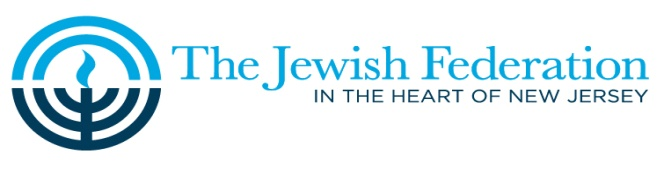 The Jewish Federation
IN THE HEART OF NEW JERSEY